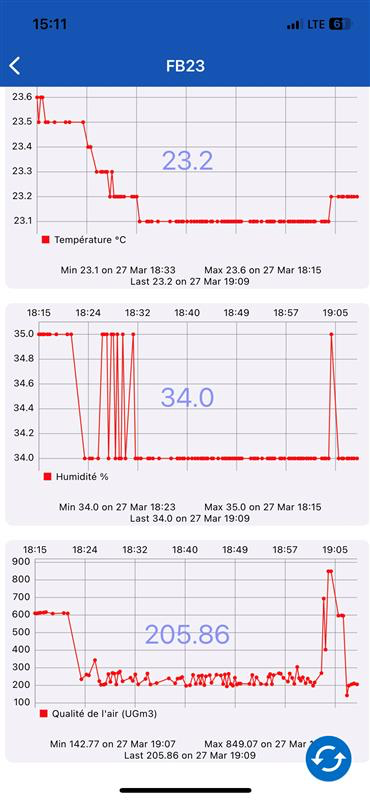 15:11
LTE 6
FB23
23.6
23.5
23.4
23.3
23.2
23.1
23.2
Température °C
Min 23.1 on 27 Mar 18:33 Max 23.6 on 27 Mar 18:15
Last 23.2 on 27 Mar 19:09
18:15 18:24 18:32 18:40 18:49 18:57 19:05
35.0
34.8
34.6
34.4
34.2
34.0
34.0
Humidité %
Min 34.0 on 27 Mar 18:23 Max 35.0 on 27 Mar 18:15
Last 34.0 on 27 Mar 19:09
18:15 18:24 18:32 18:40 18:49 18:57 19:05
900
800
700
600
500
400
300
200
100
205.86
Qualité de l'air (UGm3)
Min 142.77 on 27 Mar 19:07 Max 849.07 on 27 Mar
Last 205.86 on 27 Mar 19:09